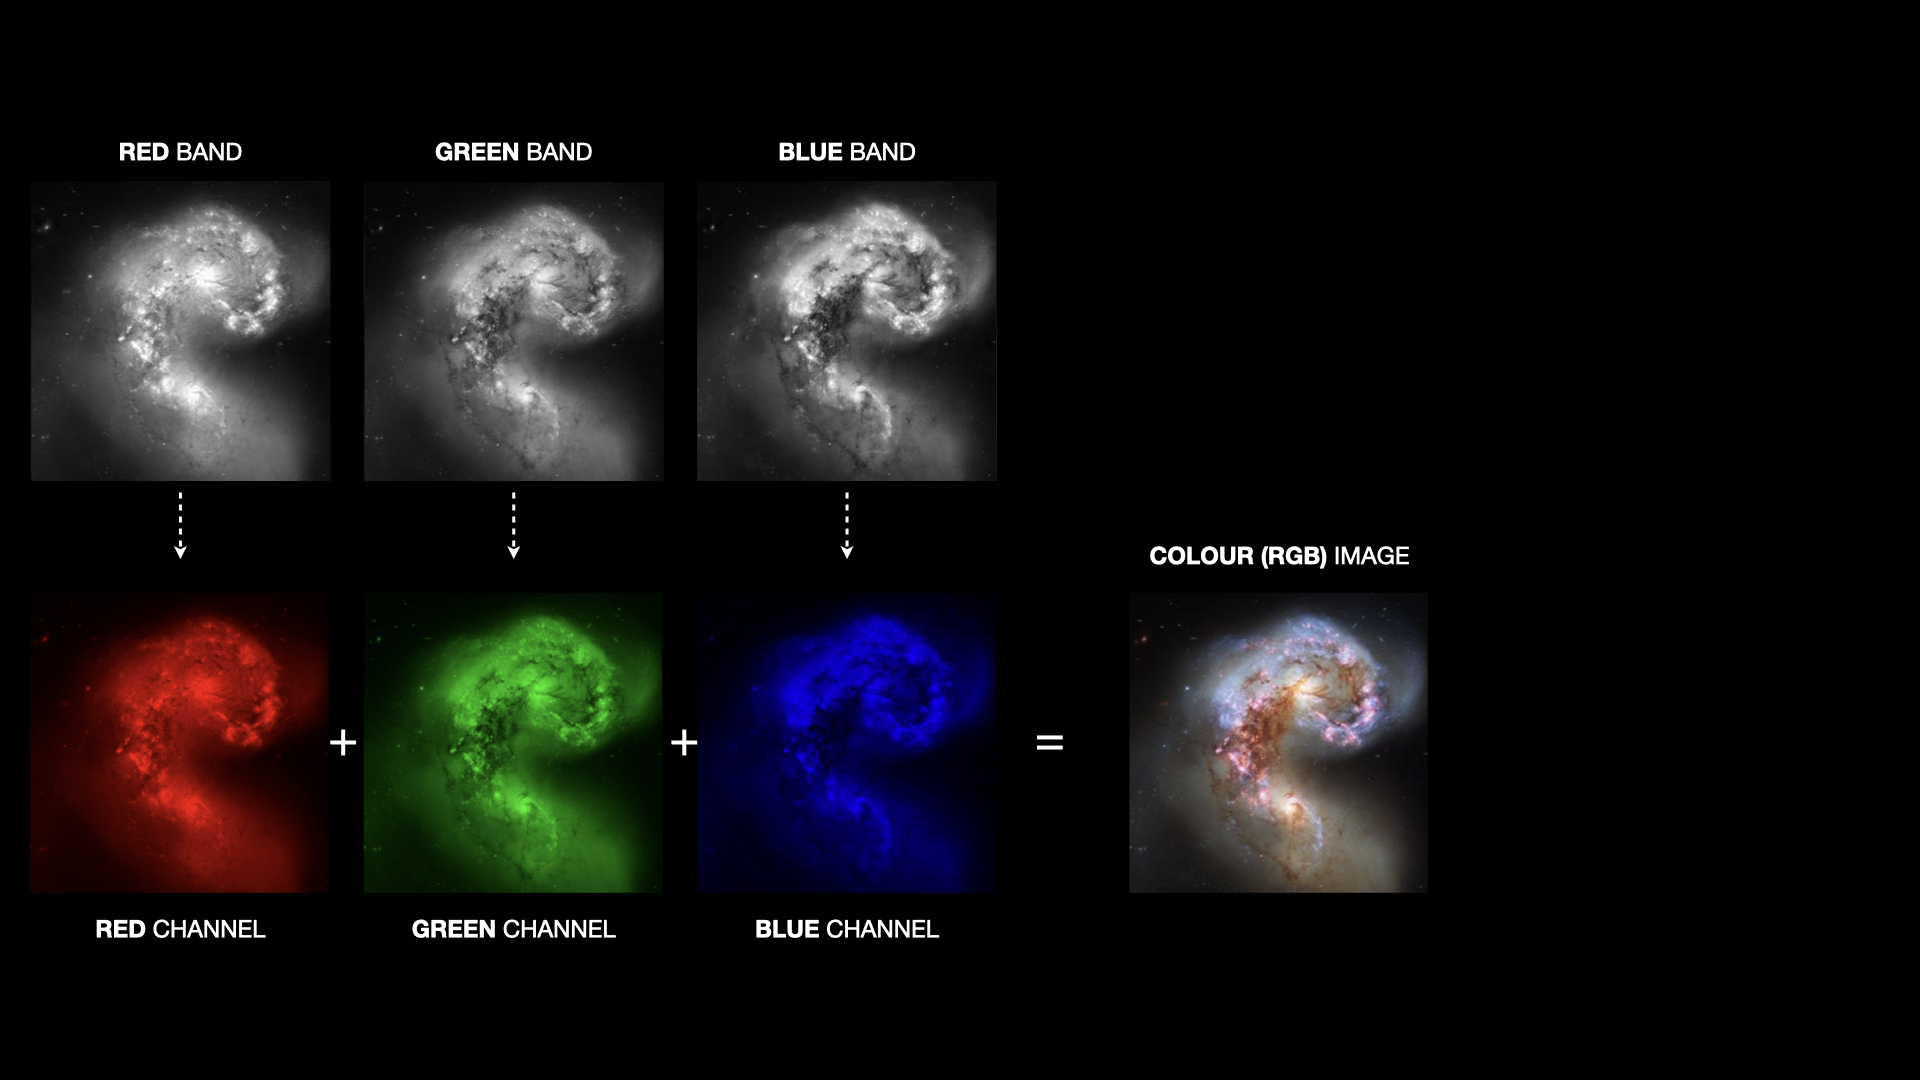 RED BAND
GREEN BAND
BLUE BAND
COLOUR (RGB) IMAGE
+
+
=
RED CHANNEL
GREEN CHANNEL
BLUE CHANNEL